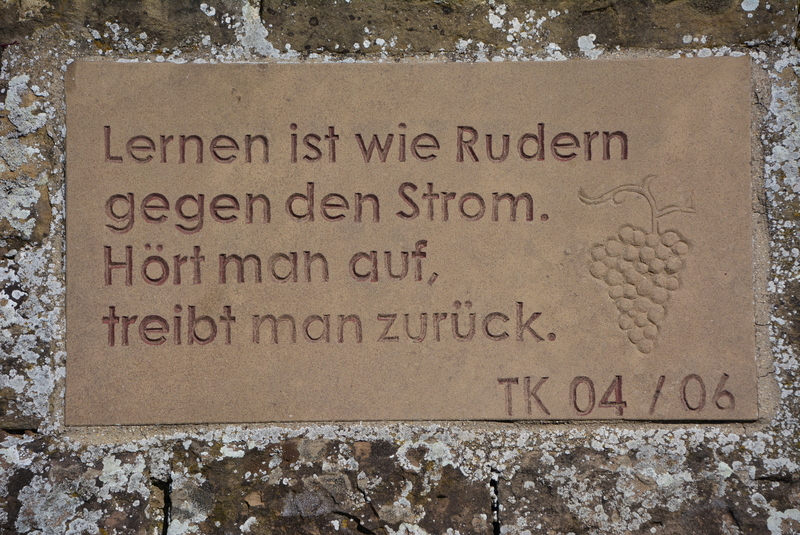 Lernen ist wie Rudern
gegen den Strom.
Hört man auf,
treibt man zurück.
TK 04 / 06